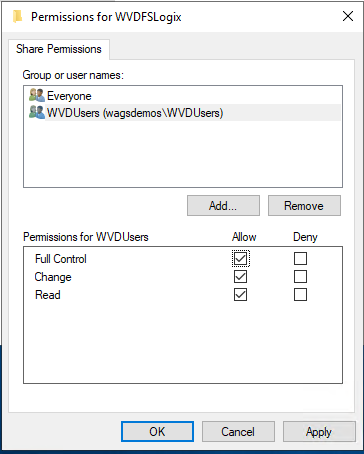 Permissions for WVDFSLogix
Share Permissions
Group or user names:
Everyone
WVDUsers (wagsdemos\WVDUsers)
Add...
Remove
Permissions for WVDUsers Allow Deny
Full Control
Change
Read
OK
Cancel
Apply